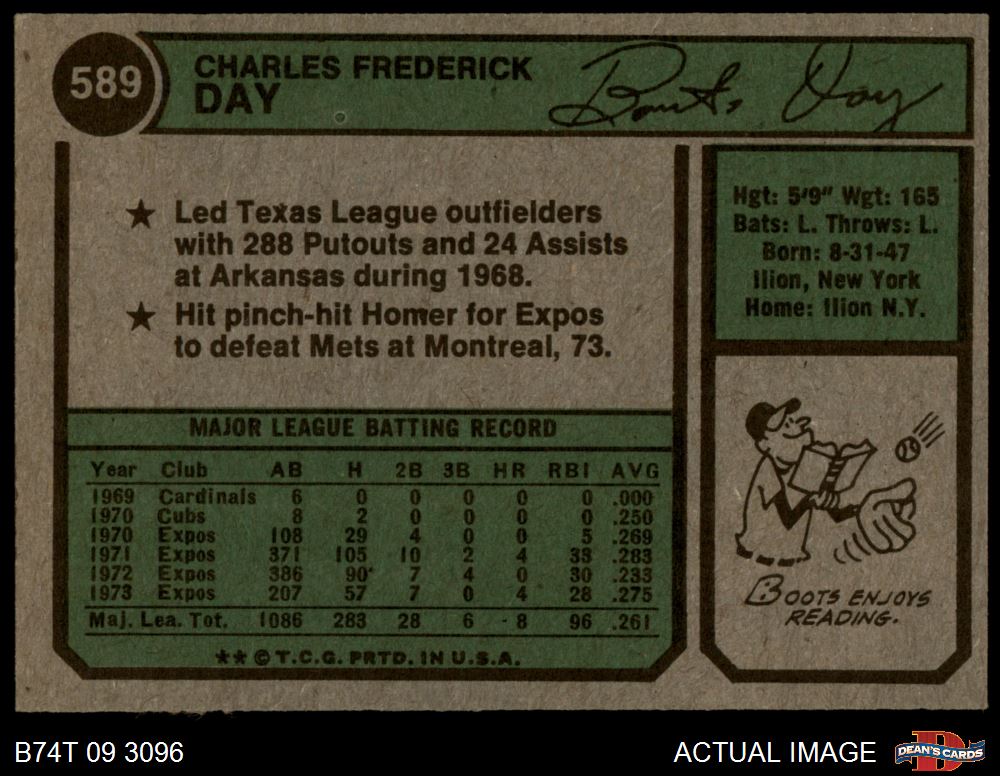 589
CHARLES FREDERICK
DAY
Boots Day
★ Led Texas League outfielders
with 288 Putouts and 24 Assists
at Arkansas during 1968.
★ Hit pinch-hit Homer for Expos
to defeat Mets at Montreal, 73.
Hgt: 5'9" Wgt: 165
Bats: L. Throws: L.
Born: 8-31-47
Ilion, New York
Home: Ilion N.Y.
MAJOR LEAGUE BATTING RECORD
Year Club AB H 2B 3B HR RBI AVG
1969 Cardinals 6 0 0 0 0 0 .000
1970 Cubs 8 2 0 0 0 0 .250
1970 Expos 108 29 4 0 0 5 .269
1971 Expos 371 105 10 2 4 33 .283
1972 Expos 386 90 7 4 0 30 .233
1973 Expos 207 57 7 0 4 28 .275
Maj. Lea. Tot. 1086 283 28 6 8 96 .261
★★ © T.C.G. PRTD. IN U.S.A.
BOOTS ENJOYS
READING.
B74T 09 3096
ACTUAL IMAGE
DEAN'S CARDS